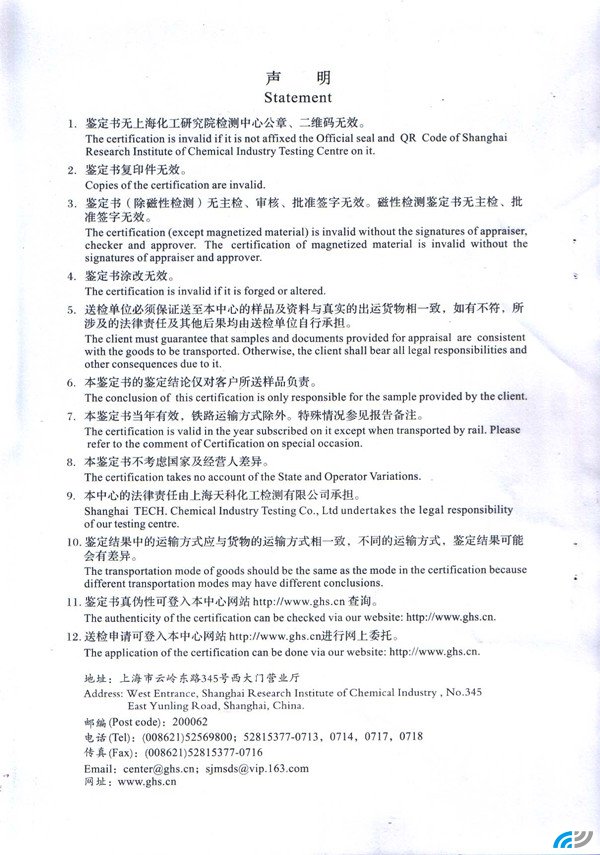 声 明
Statement
1. 鉴定书无上海化工研究院检测中心公章、二维码无效。
The certification is invalid if it is not affixed the Official seal and QR Code of Shanghai
Research Institute of Chemical Industry Testing Centre on it.
2. 鉴定书复印件无效。
Copies of the certification are invalid.
3. 鉴定书（除磁性检测）无主检、审核、批准签字无效。磁性检测鉴定书无主检、批
准签字无效。
The certification (except magnetized material) is invalid without the signatures of appraiser,
checker and approver. The certification of magnetized material is invalid without the
signatures of appraiser and approver.
4. 鉴定书涂改无效。
The certification is invalid if it is forged or altered.
5. 送检单位必须保证送至本中心的样品及资料与真实的出运货物相一致，如有不符，所
涉及的法律责任及其他后果均由送检单位自行承担。
The client must guarantee that samples and documents provided for appraisal are consistent
with the goods to be transported. Otherwise, the client shall bear all legal responsibilities and
other consequences due to it.
6. 本鉴定书的鉴定结论仅对客户所送样品负责。
The conclusion of this certification is only responsible for the sample provided by the client.
7. 本鉴定书当年有效，铁路运输方式除外。特殊情况参见报告备注。
The certification is valid in the year subscribed on it except when transported by rail. Please
refer to the comment of Certification on special occasion.
8. 本鉴定书不考虑国家及经营人差异。
The certification takes no account of the State and Operator Variations.
9. 本中心的法律责任由上海天科化工检测有限公司承担。
Shanghai TECH. Chemical Industry Testing Co., Ltd undertakes the legal responsibility
of our testing centre.
10. 鉴定结果中的运输方式应与货物的运输方式相一致，不同的运输方式，鉴定结果可能
会有差异。
The transportation mode of goods should be the same as the mode in the certification because
different transportation modes may have different conclusions.
11. 鉴定书真伪性可登入本中心网站http://www.ghs.cn 查询。
The authenticity of the certification can be checked via our website: http://www.ghs.cn.
12. 送检申请可登入本中心网站http://www.ghs.cn进行网上委托。
The application of the certification can be done via our website: http://www.ghs.cn.
地址：上海市云岭东路345号西大门营业厅
Address: West Entrance, Shanghai Research Institute of Chemical Industry , No.345
East Yunling Road, Shanghai, China.
邮编(Post code)：200062
电话(Tel)：(008621)52569800；52815377-0713，0714，0717，0718
传真(Fax)：(008621)52815377-0716
Email：center@ghs.cn；sjmsds@vip.163.com
网址：www.ghs.cn